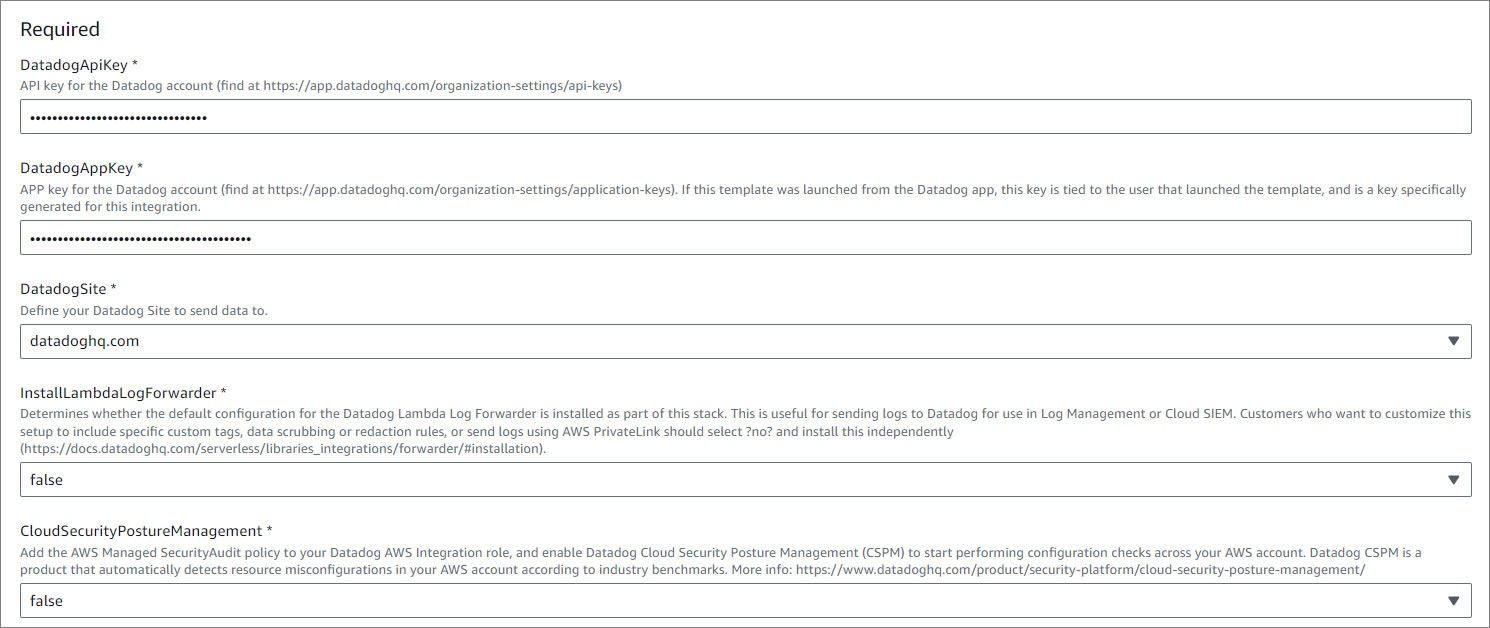 Required
DatadogApiKey *
API key for the Datadog account (find at https://app.datadoghq.com/organization-settings/api-keys)
••••••••••••••••••••••••••••••••
DatadogAppKey *
APP key for the Datadog account (find at https://app.datadoghq.com/organization-settings/application-keys). If this template was launched from the Datadog app, this key is tied to the user that launched the template, and is a key specifically
generated for this integration.
••••••••••••••••••••••••••••••••••••••••
DatadogSite *
Define your Datadog Site to send data to.
datadoghq.com
InstallLambdaLogForwarder *
Determines whether the default configuration for the Datadog Lambda Log Forwarder is installed as part of this stack. This is useful for sending logs to Datadog for use in Log Management or Cloud SIEM. Customers who want to customize this
setup to include specific custom tags, data scrubbing or redaction rules, or send logs using AWS PrivateLink should select ?no? and install this independently
(https://docs.datadoghq.com/serverless/libraries_integrations/forwarder/#installation).
false
CloudSecurityPostureManagement *
Add the AWS Managed SecurityAudit policy to your Datadog AWS Integration role, and enable Datadog Cloud Security Posture Management (CSPM) to start performing configuration checks across your AWS account. Datadog CSPM is a
product that automatically detects resource misconfigurations in your AWS account according to industry benchmarks. More info: https://www.datadoghq.com/product/security-platform/cloud-security-posture-management/
false